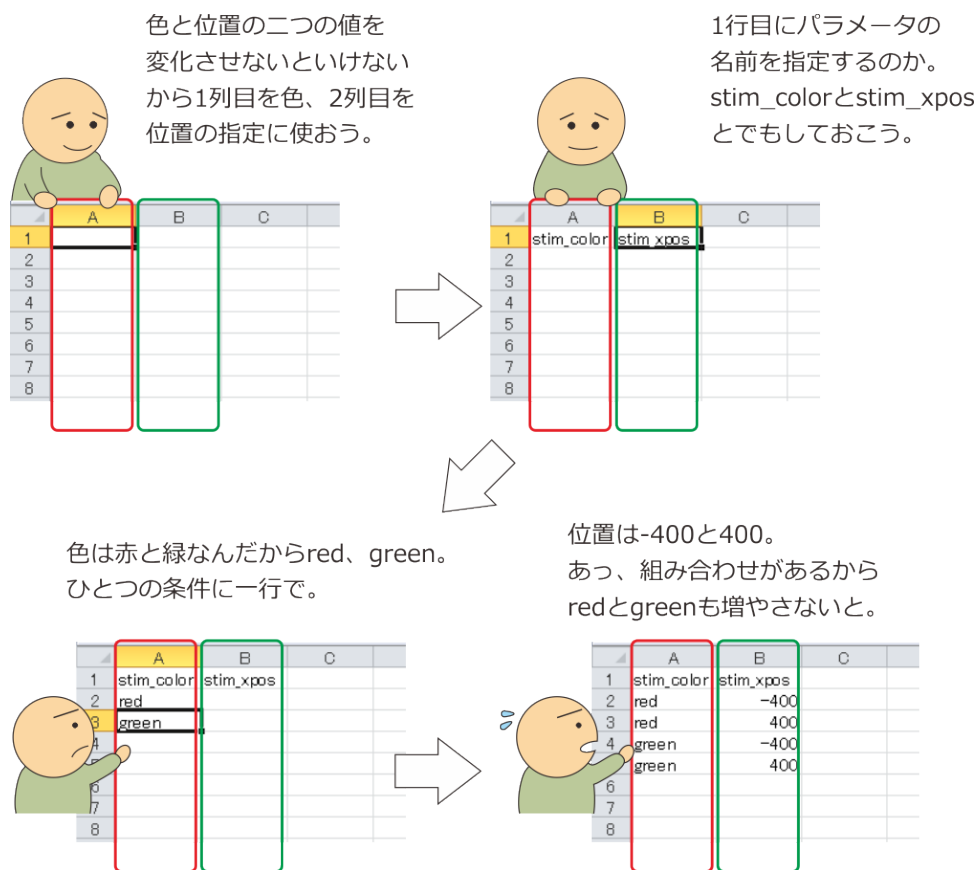 色と位置の二つの値を
変化させないといけない
から1列目を色、2列目を
位置の指定に使おう。
A B C
1
2
3
4
5
6
7
8
1行目にパラメータの
名前を指定するのか。
stim_colorとstim_xpos
とでもしておこう。
A B C
1 stim_color stim_xpos
2
3
4
5
6
7
8
色は赤と緑なんだからred、green。
ひとつの条件に一行で。
A B C
1 stim_color stim_xpos
2 red
3 green
4
5
6
7
8
位置は-400と400。
あっ、組み合わせがあるから
redとgreenも増やさないと。
A B C
1 stim_color stim_xpos
2 red -400
3 red 400
4 green -400
5 green 400
6
7
8